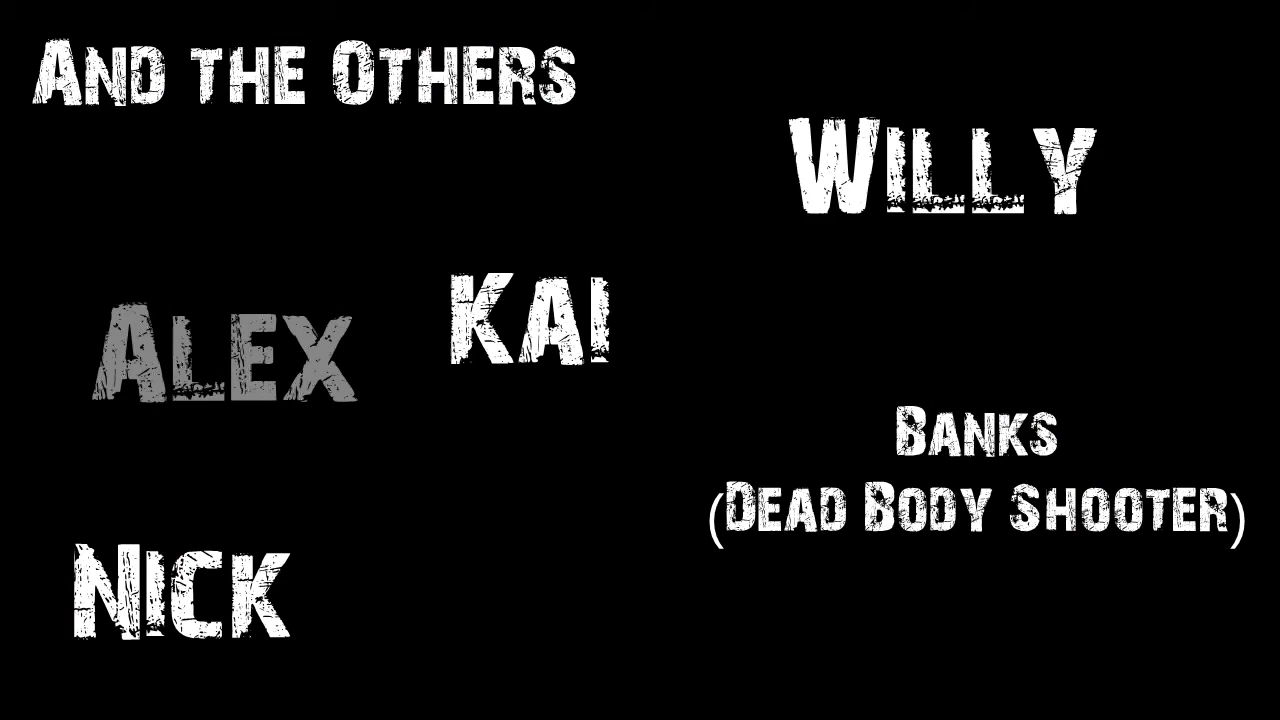 And the Others
Willy
Kai
Alex
Banks
(Dead Body Shooter)
Nick